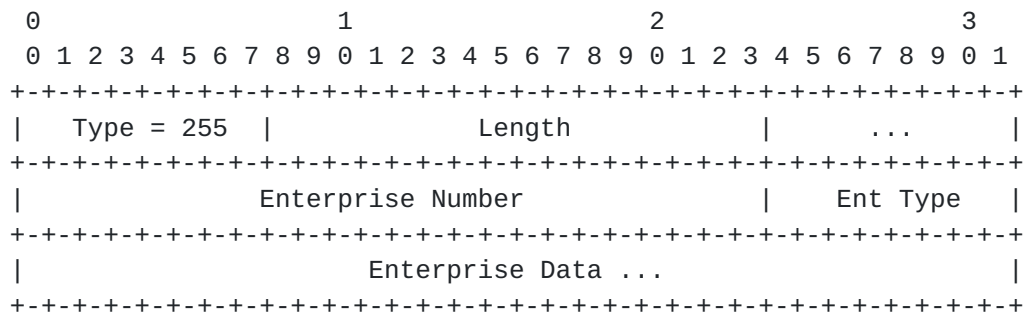 0                   1                   2                   3
 0 1 2 3 4 5 6 7 8 9 0 1 2 3 4 5 6 7 8 9 0 1 2 3 4 5 6 7 8 9 0 1
+-+-+-+-+-+-+-+-+-+-+-+-+-+-+-+-+-+-+-+-+-+-+-+-+-+-+-+-+-+-+-+-+
|   Type = 255  |             Length            |      ...      |
+-+-+-+-+-+-+-+-+-+-+-+-+-+-+-+-+-+-+-+-+-+-+-+-+-+-+-+-+-+-+-+-+
|               Enterprise Number               |    Ent Type   |
+-+-+-+-+-+-+-+-+-+-+-+-+-+-+-+-+-+-+-+-+-+-+-+-+-+-+-+-+-+-+-+-+
|                      Enterprise Data ...                      |
+-+-+-+-+-+-+-+-+-+-+-+-+-+-+-+-+-+-+-+-+-+-+-+-+-+-+-+-+-+-+-+-+